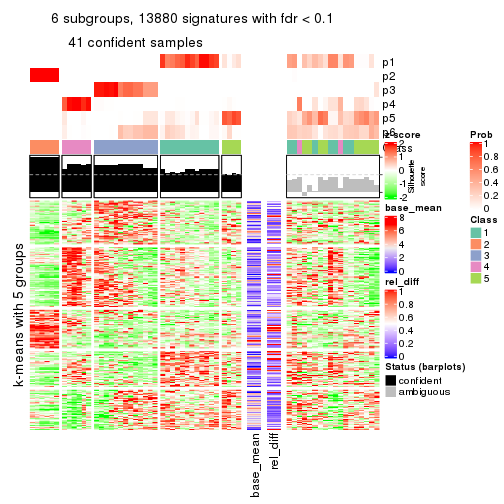 6 subgroups, 13880 signatures with fdr < 0.1
41 confident samples
p1
p2
p3
p4
p5
p6
Class
z-score
2
1
0
-1
-2
Silhouette
score
Prob
1
0.8
0.6
0.4
0.2
0
base_mean
8
6
4
2
0
Class
1
2
3
4
5
rel_diff
1
0.8
0.6
0.4
0.2
0
Status (barplots)
confident
ambiguous
k-means with 5 groups
base_mean
rel_diff